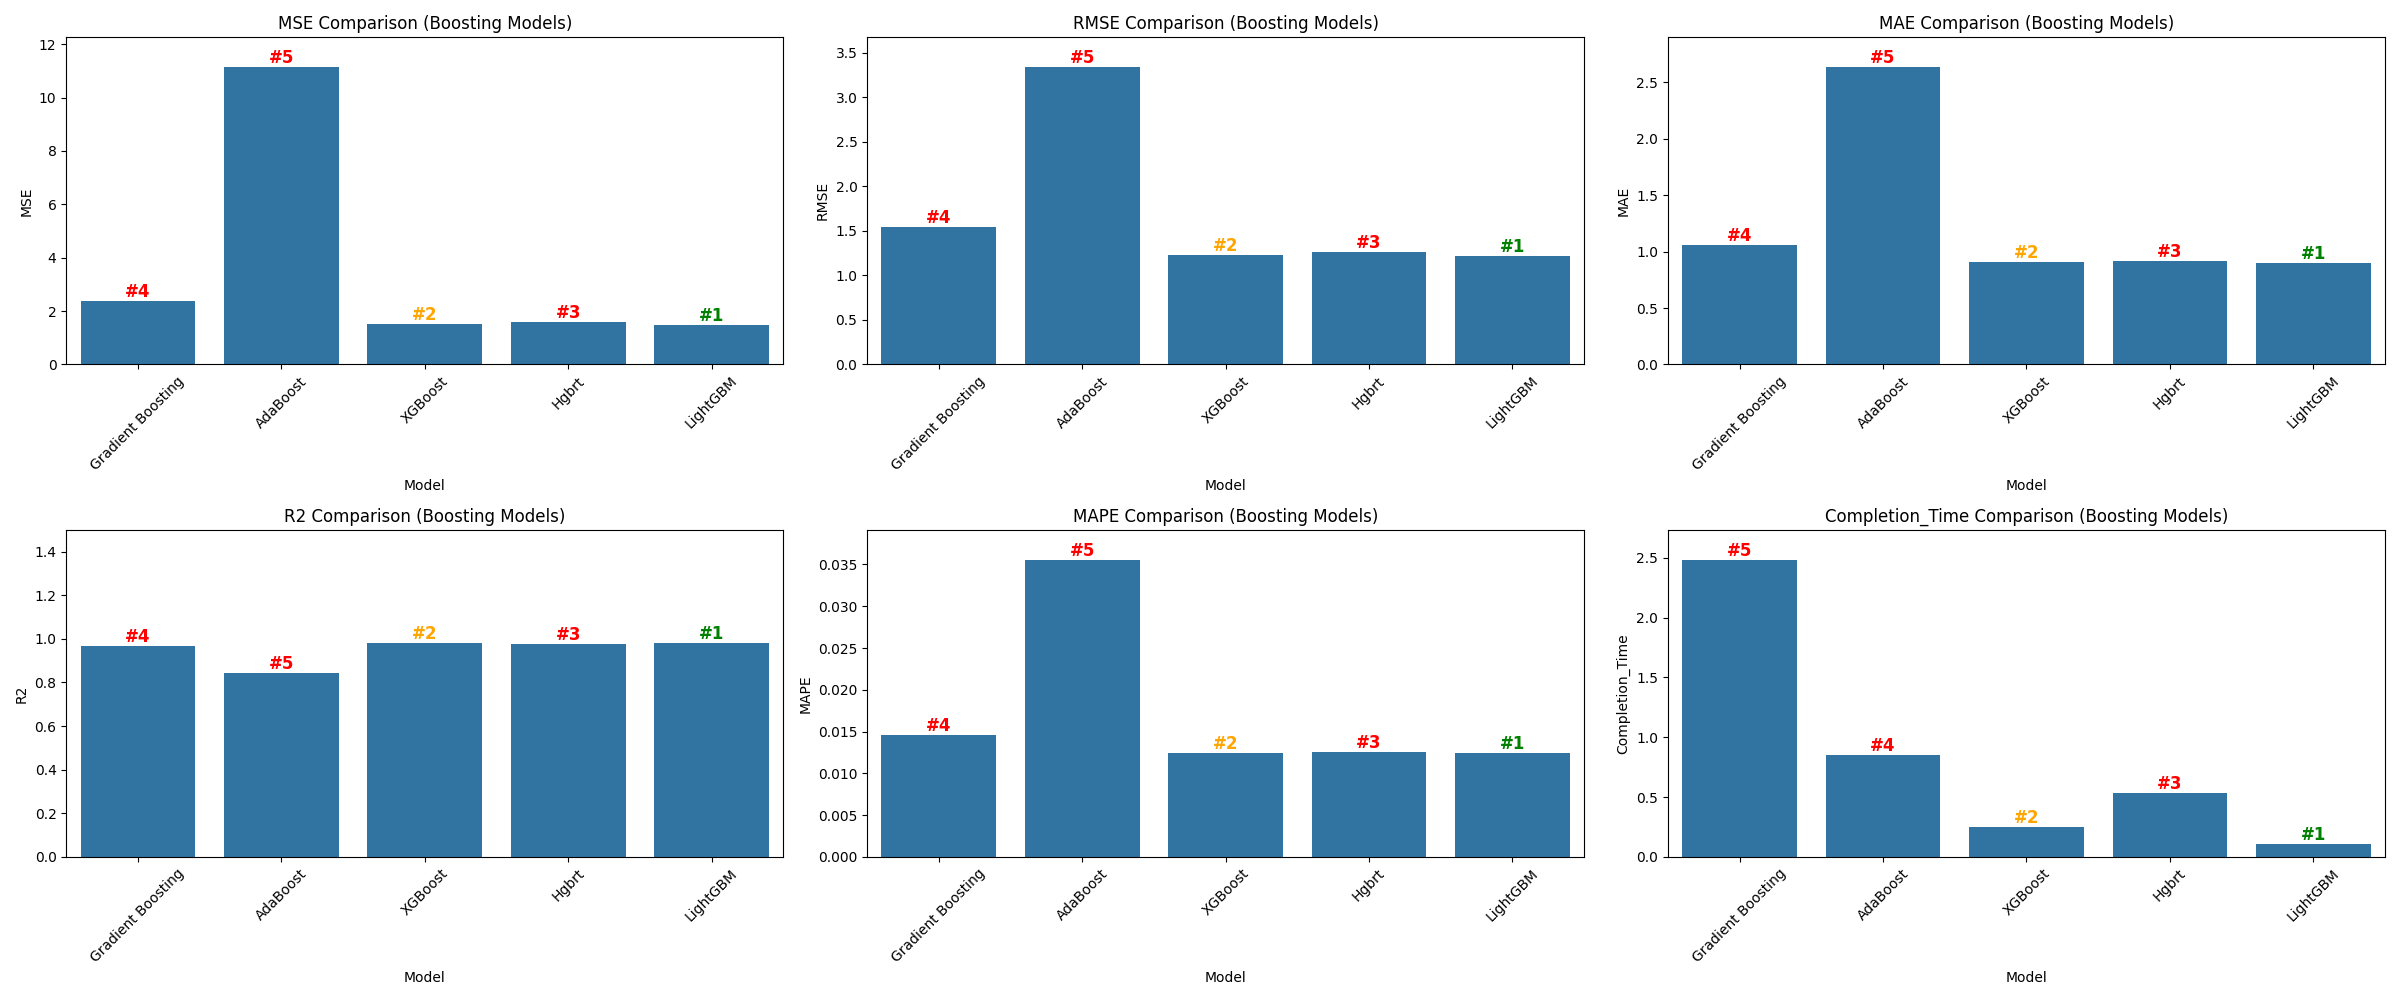 MSE Comparison (Boosting Models)
12
10
8
6
4
2
0
MSE
#4
#5
#2
#3
#1
Gradient Boosting
AdaBoost
XGBoost
Hgbrt
LightGBM
Model
RMSE Comparison (Boosting Models)
3.5
3.0
2.5
2.0
1.5
1.0
0.5
0.0
RMSE
#4
#5
#2
#3
#1
Gradient Boosting
AdaBoost
XGBoost
Hgbrt
LightGBM
Model
MAE Comparison (Boosting Models)
2.5
2.0
1.5
1.0
0.5
0.0
MAE
#4
#5
#2
#3
#1
Gradient Boosting
AdaBoost
XGBoost
Hgbrt
LightGBM
Model
R2 Comparison (Boosting Models)
1.4
1.2
1.0
0.8
0.6
0.4
0.2
0.0
R2
#4
#5
#2
#3
#1
Gradient Boosting
AdaBoost
XGBoost
Hgbrt
LightGBM
Model
MAPE Comparison (Boosting Models)
0.035
0.030
0.025
0.020
0.015
0.010
0.005
0.000
MAPE
#4
#5
#2
#3
#1
Gradient Boosting
AdaBoost
XGBoost
Hgbrt
LightGBM
Model
Completion_Time Comparison (Boosting Models)
2.5
2.0
1.5
1.0
0.5
0.0
Completion_Time
#5
#4
#2
#3
#1
Gradient Boosting
AdaBoost
XGBoost
Hgbrt
LightGBM
Model